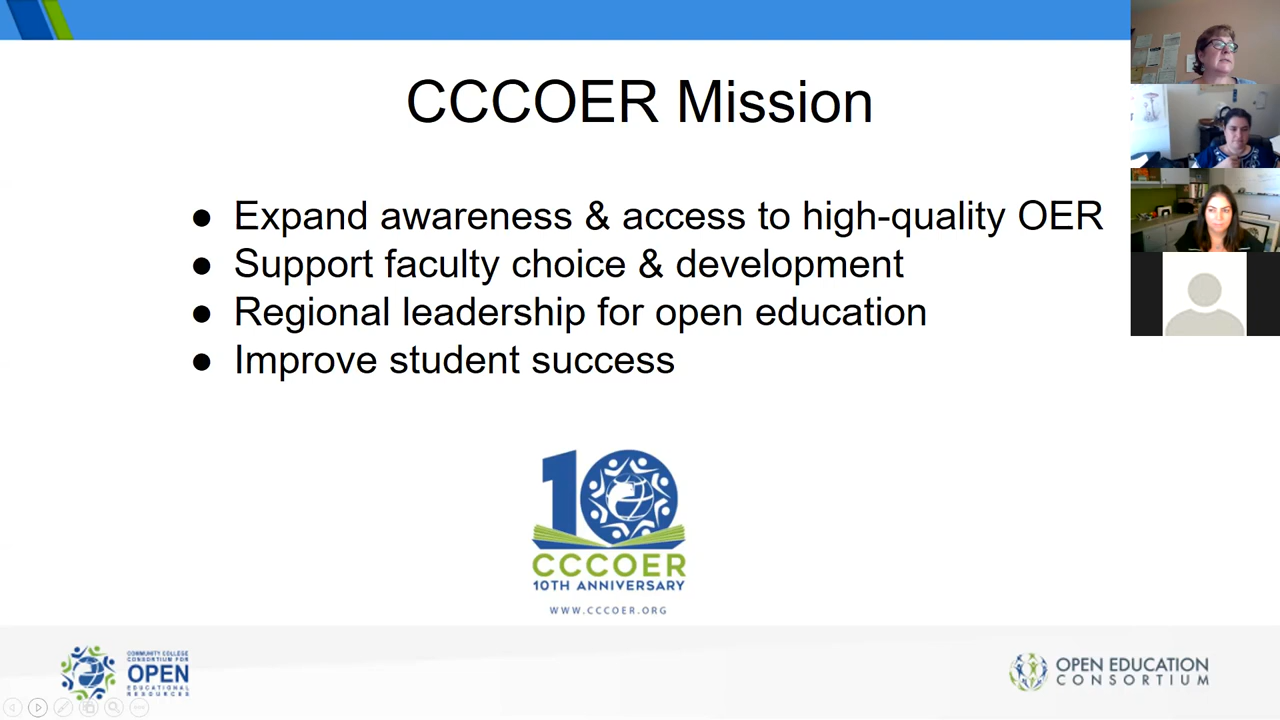 CCCOER Mission
● Expand awareness & access to high-quality OER
● Support faculty choice & development
● Regional leadership for open education
● Improve student success
10
CCCOER
10TH ANNIVERSARY
WWW.CCCOER.ORG
COMMUNITY COLLEGE
CONSORTIUM FOR
OPEN
EDUCATIONAL
RESOURCES
OPEN EDUCATION
CONSORTIUM